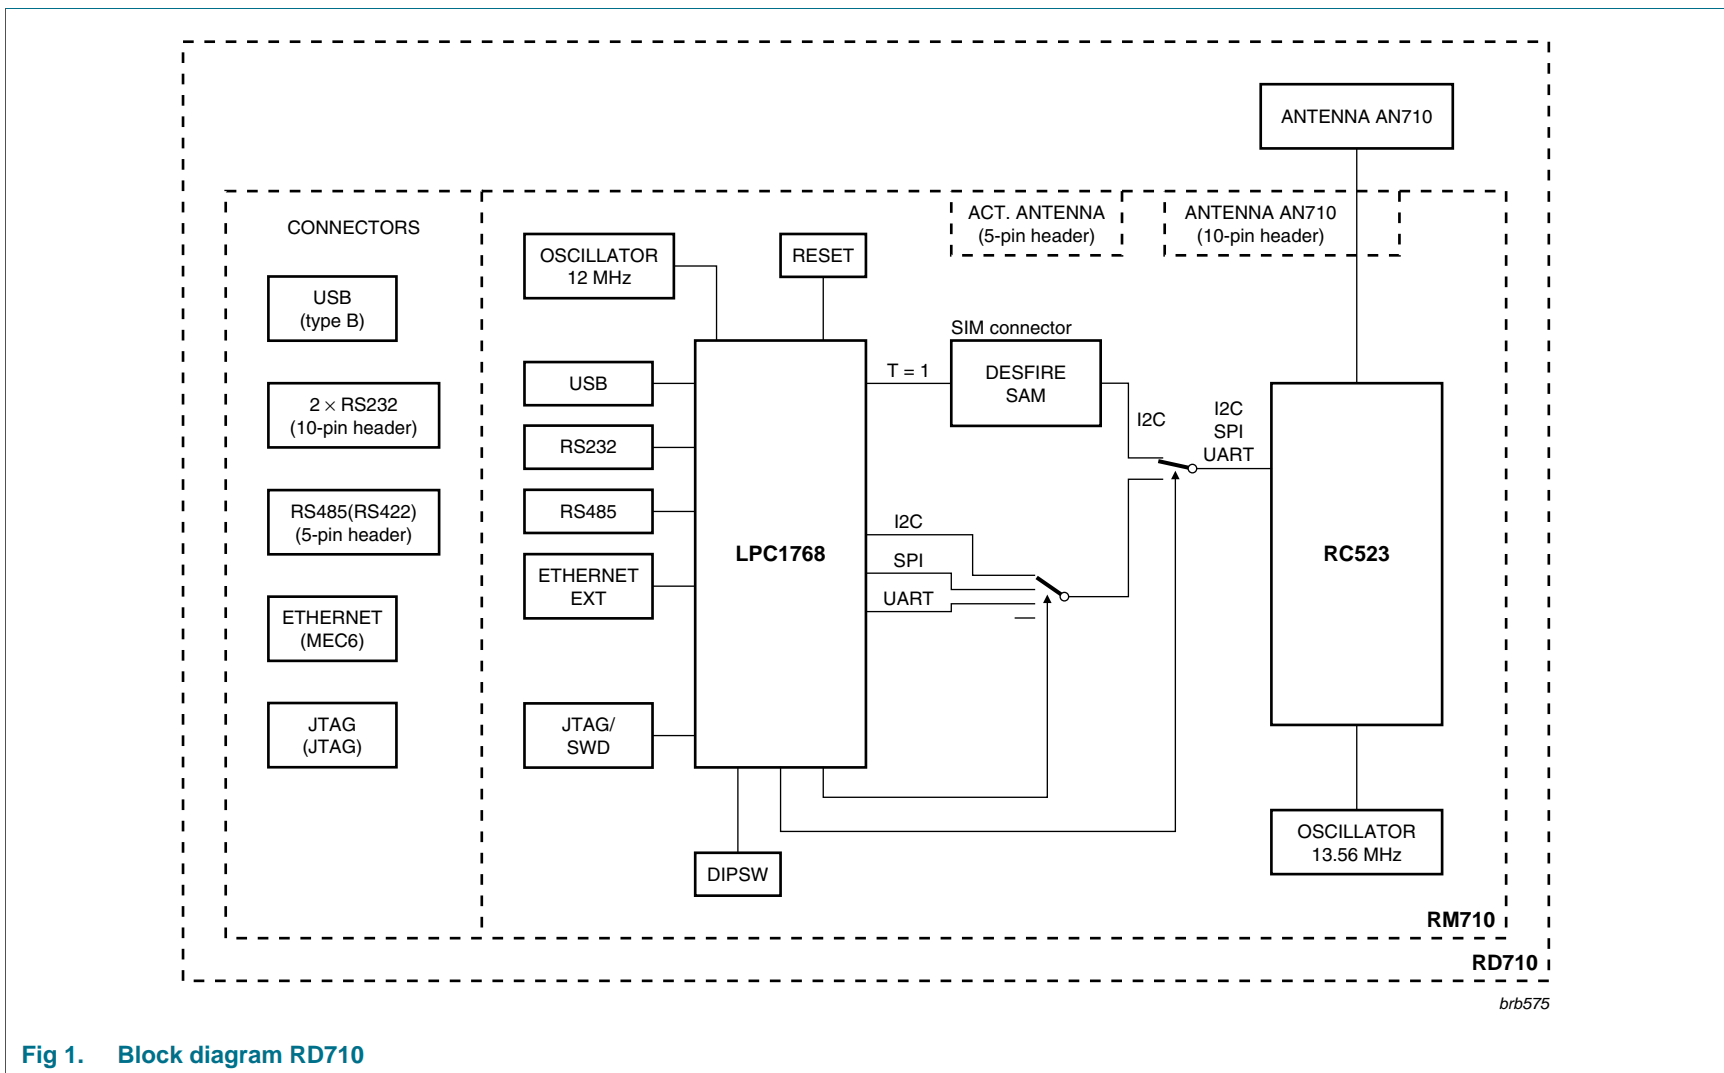 ANTENNA AN710
CONNECTORS
USB
(type B)
2 × RS232
(10-pin header)
RS485(RS422)
(5-pin header)
ETHERNET
(MEC6)
JTAG
(JTAG)
OSCILLATOR
12 MHz
RESET
ACT. ANTENNA
(5-pin header)
ANTENNA AN710
(10-pin header)
USB
RS232
RS485
ETHERNET
EXT
JTAG/
SWD
LPC1768
DIPSW
T = 1
SIM connector
DESFIRE
SAM
I2C
I2C
SPI
UART
I2C
SPI
UART
RC523
OSCILLATOR
13.56 MHz
RM710
RD710
brb575
Fig 1. Block diagram RD710